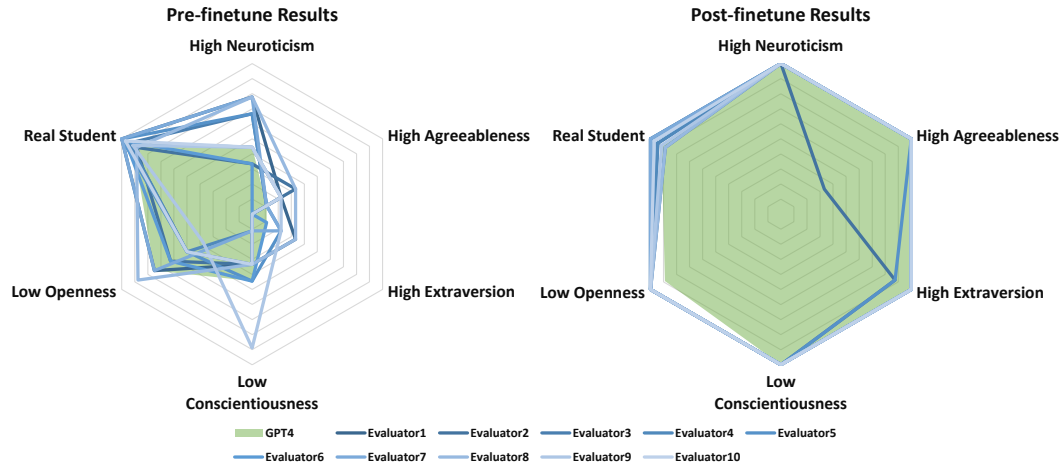 Pre-finetune Results
High Neuroticism
Real Student
High Agreeableness
Low Openness
High Extraversion
Low
Conscientiousness
Post-finetune Results
High Neuroticism
Real Student
High Agreeableness
Low Openness
High Extraversion
Low
Conscientiousness
GPT4 Evaluator1 Evaluator2 Evaluator3 Evaluator4 Evaluator5
Evaluator6 Evaluator7 Evaluator8 Evaluator9 Evaluator10